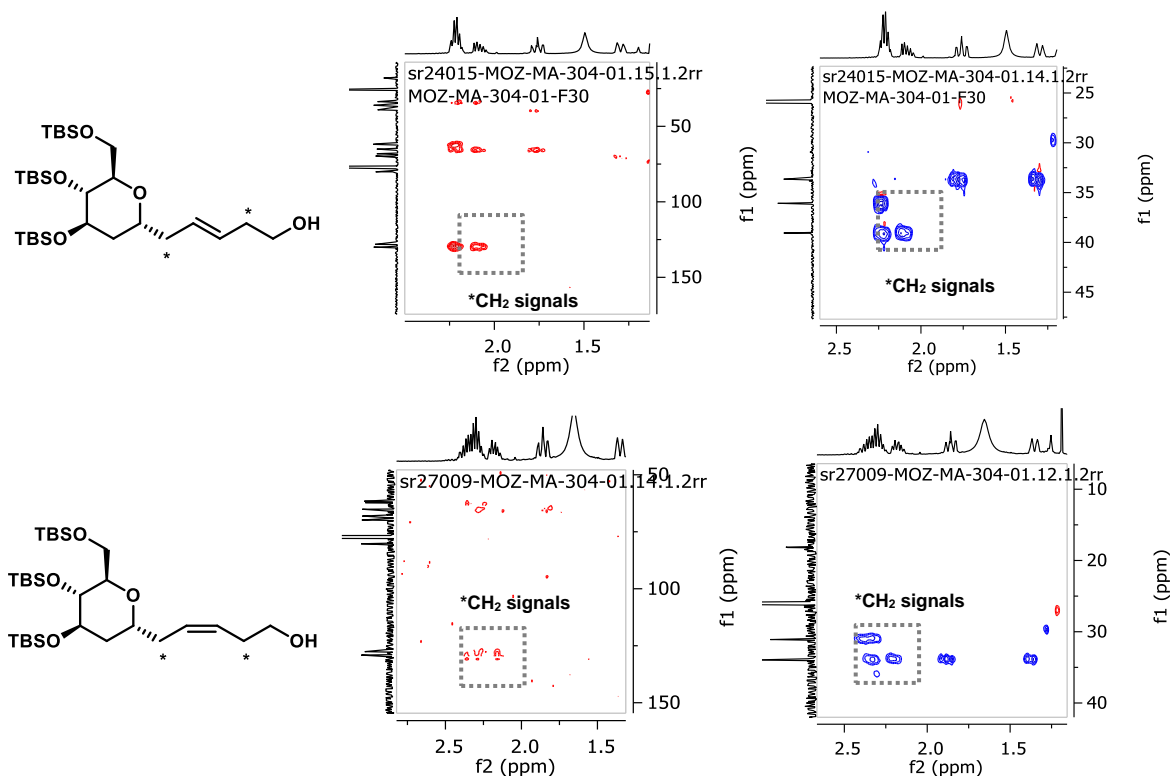 TBSO
TBSO
O
TBSO
*
*
OH
sr24015-MOZ-MA-304-01.15.1.2rr
MOZ-MA-304-01-F30
50
100
150
f1 (ppm)
*CH2 signals
2.0
1.5
f2 (ppm)
sr24015-MOZ-MA-304-01.14.1.2rr
MOZ-MA-304-01-F30
25
30
35
40
45
f1 (ppm)
*CH2 signals
2.5
2.0
1.5
f2 (ppm)
TBSO
TBSO
O
TBSO
*
*
OH
sr27009-MOZ-MA-304-01.14.1.2rr
50
100
150
f1 (ppm)
*CH2 signals
2.5
2.0
1.5
f2 (ppm)
sr27009-MOZ-MA-304-01.12.1.2rr
10
20
30
40
f1 (ppm)
*CH2 signals
2.5
2.0
1.5
f2 (ppm)